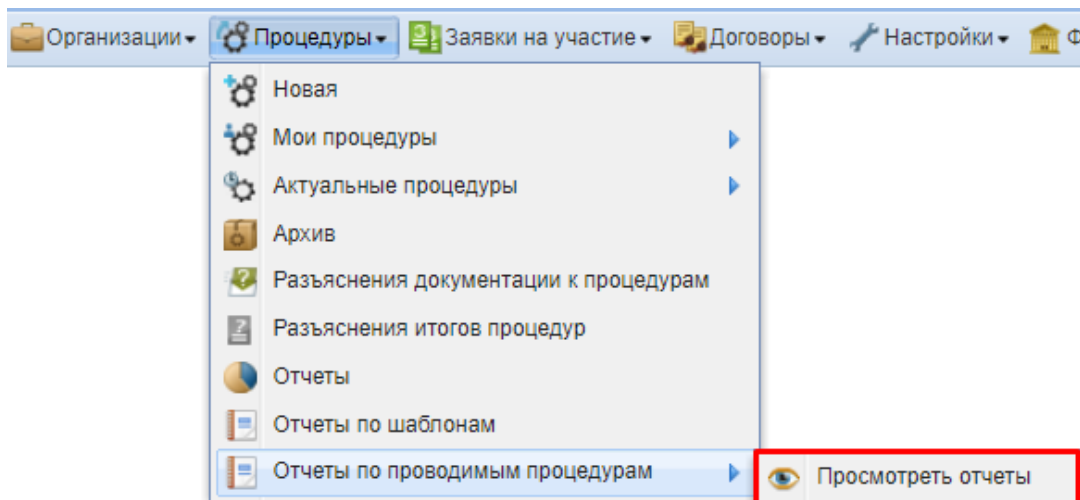 Организации Процедуры Заявки на участие Договоры Настройки Ф
Новая
Мои процедуры
Актуальные процедуры
Архив
Разъяснения документации к процедурам
Разъяснения итогов процедур
Отчеты
Отчеты по шаблонам
Отчеты по проводимым процедурам Просмотреть отчеты